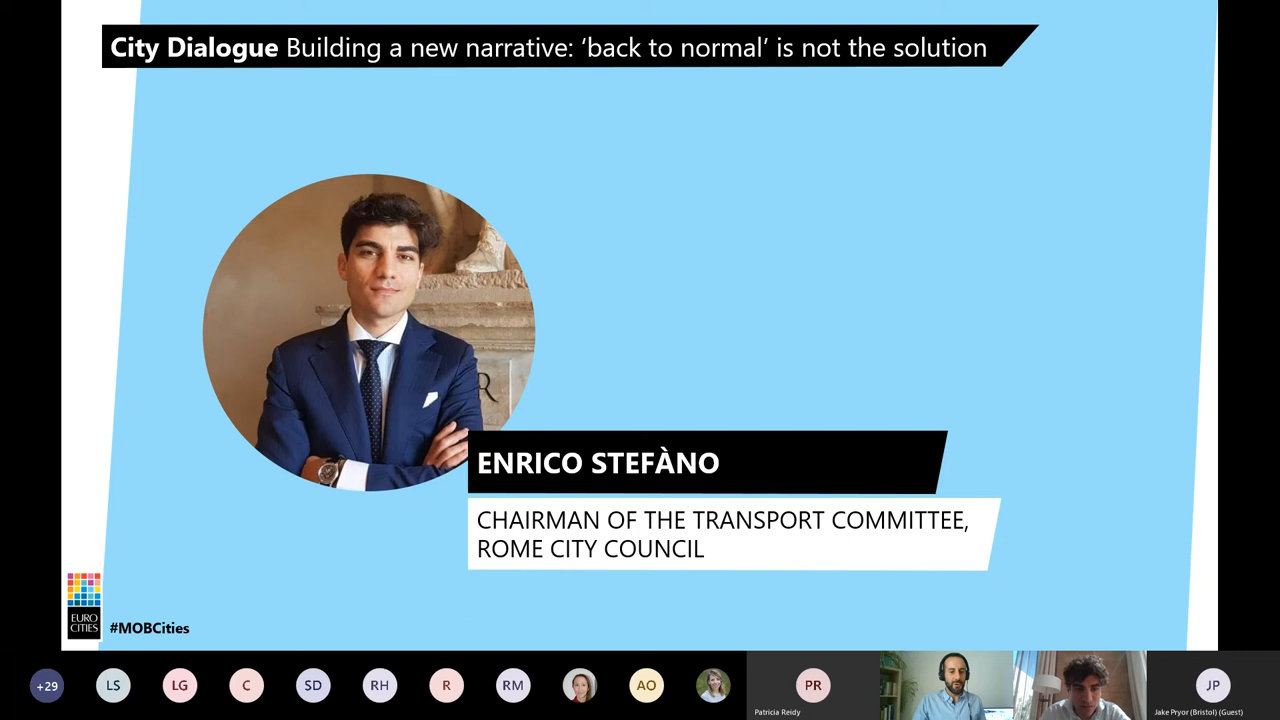 City Dialogue Building a new narrative: ‘back to normal’ is not the solution
R
ENRICO STEFÀNO
CHAIRMAN OF THE TRANSPORT COMMITTEE,
ROME CITY COUNCIL
EURO
CITIES
#MOBCities
+29
LS
LG
C
SD
RH
R
RM
AO
PR
JP
Patricia Reidy
Jake Pryor (Bristol) (Guest)